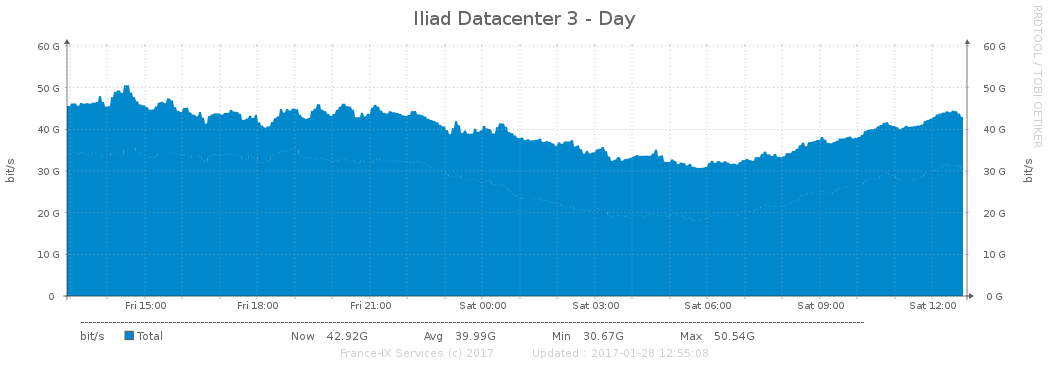 Iliad Datacenter 3 - Day
RRDTOOL / TOBI OETIKER
60 G 60 G
50 G 50 G
40 G 40 G
30 G 30 G
20 G 20 G
10 G 10 G
0 0 G
bit/s bit/s
Fri 15:00 Fri 18:00 Fri 21:00 Sat 00:00 Sat 03:00 Sat 06:00 Sat 09:00 Sat 12:00
bit/s Total Now 42.92G Avg 39.99G Min 30.67G Max 50.54G
France-IX Services (c) 2017 Updated : 2017-01-28 12:55:08